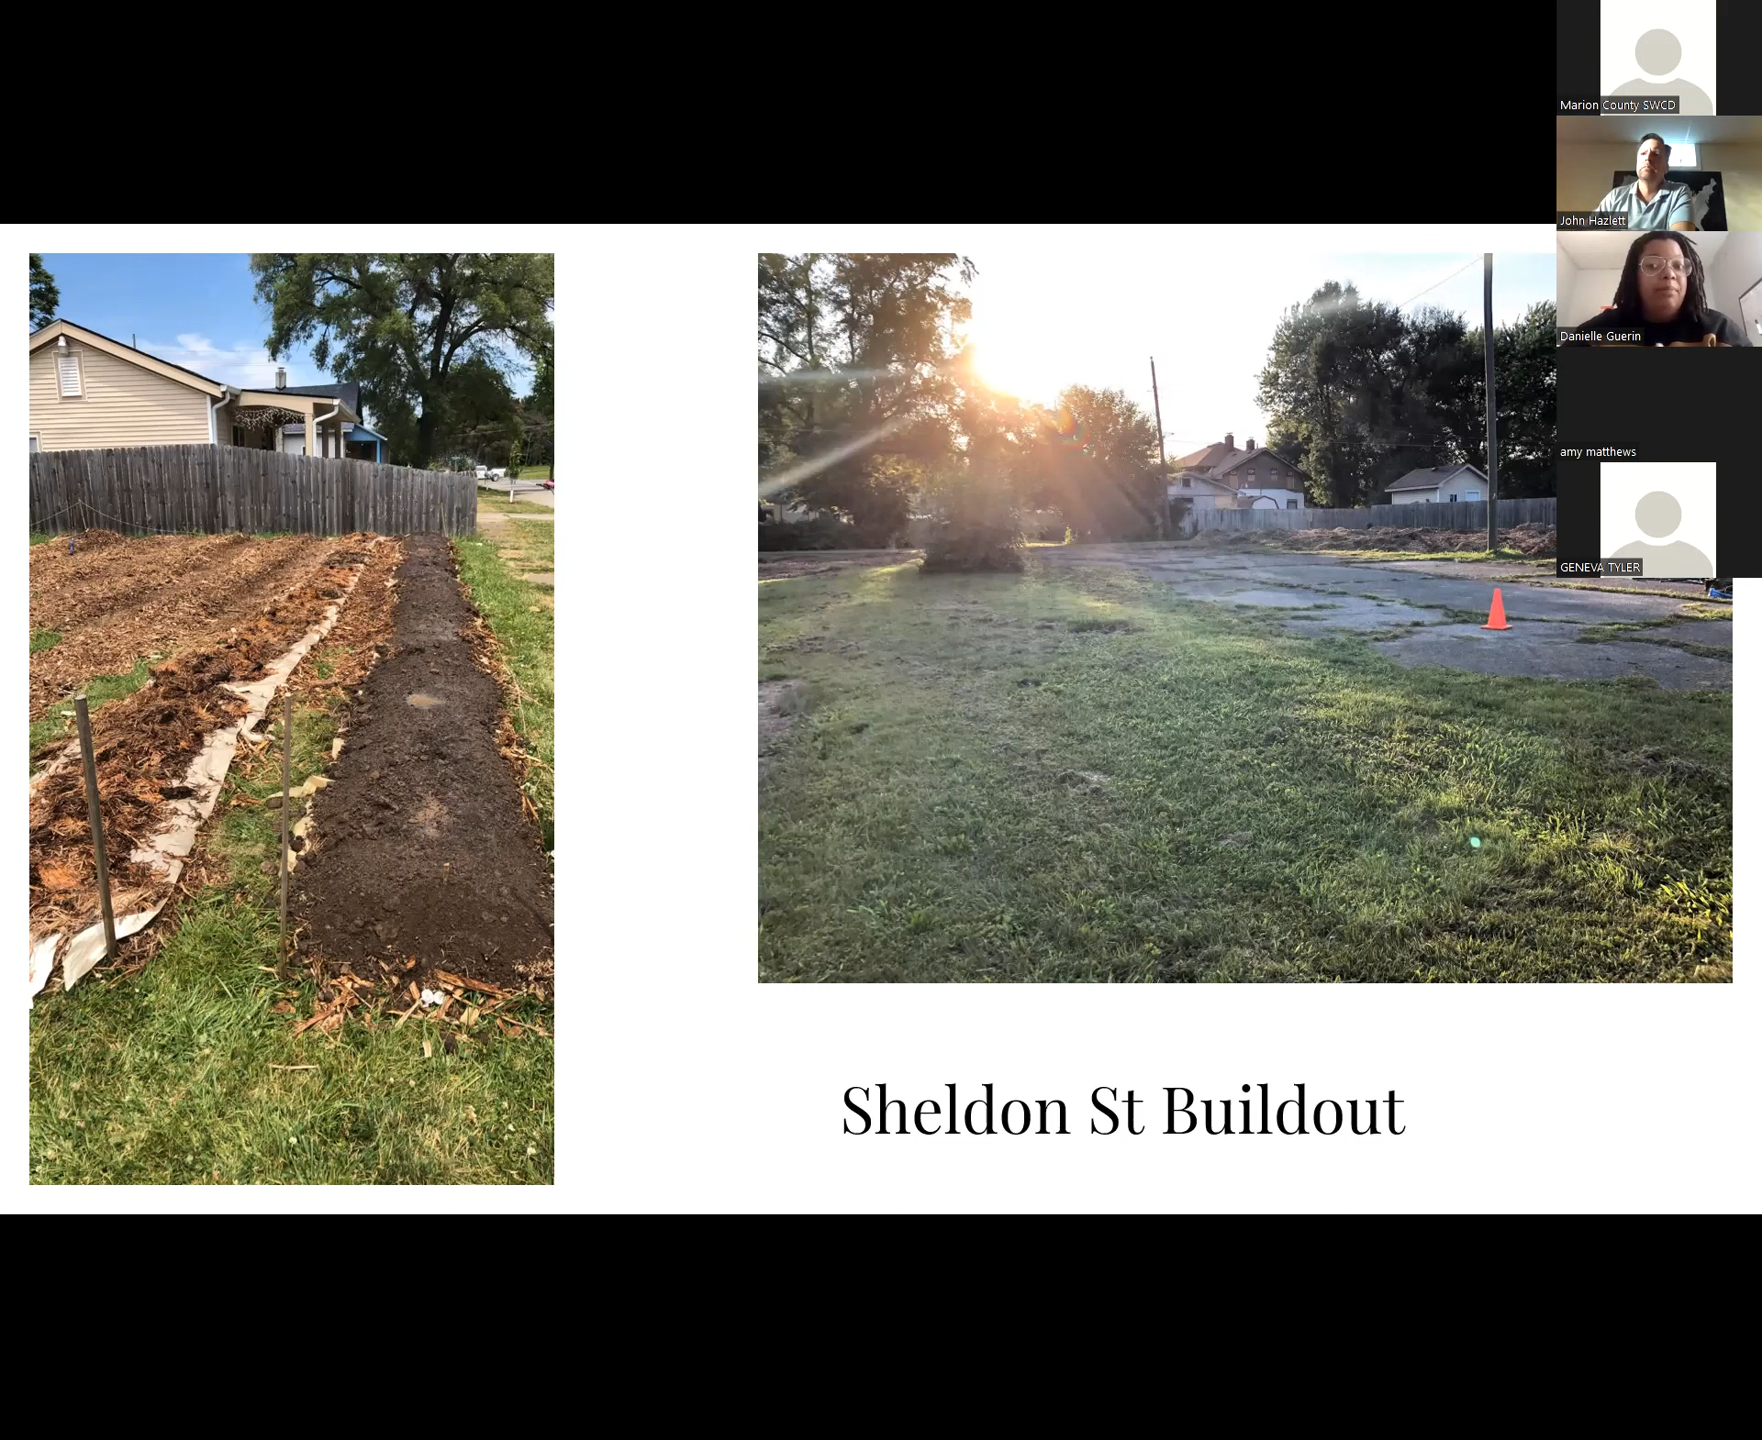 Marion County SWCD
John Hazlett
Danielle Guerin
amy matthews
GENEVA TYLER
Sheldon St Buildout